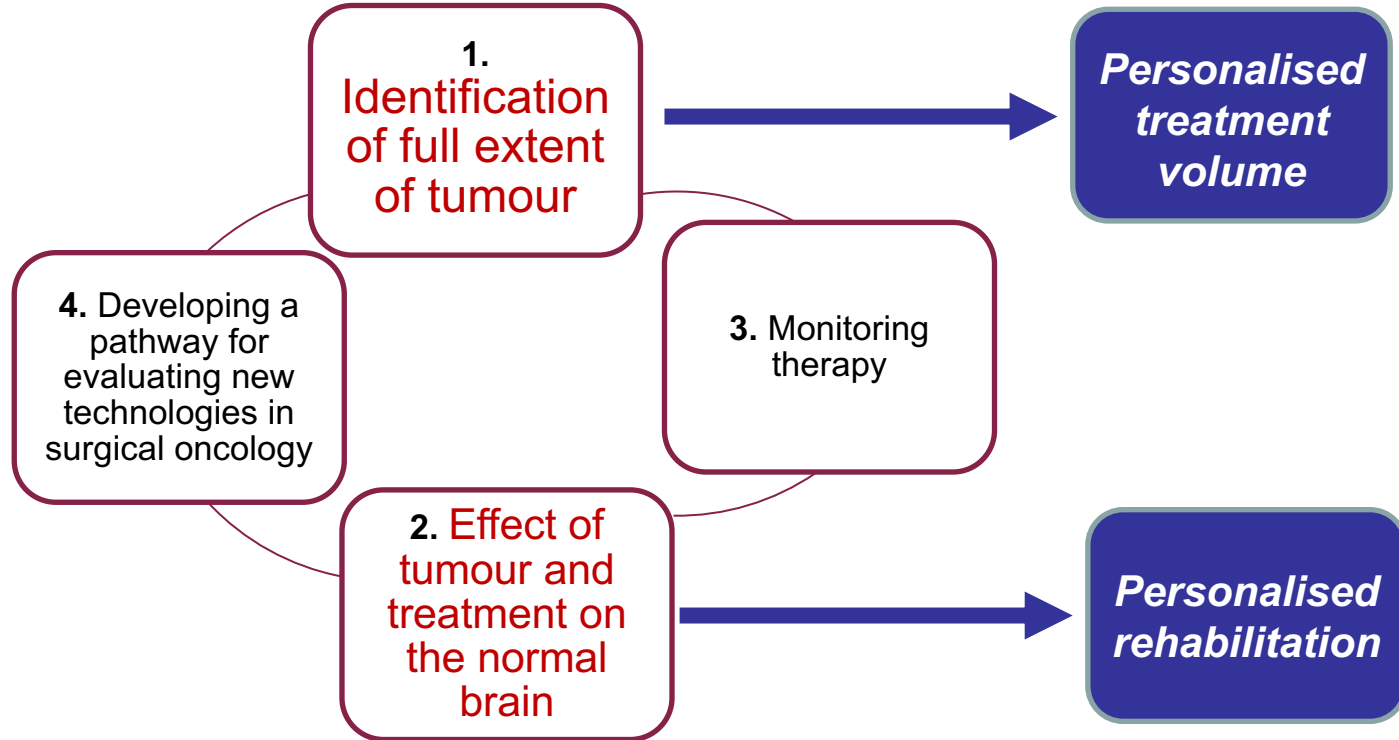 1.
Identification
of full extent
of tumour
Personalised
treatment
volume
4. Developing a
pathway for
evaluating new
technologies in
surgical oncology
3. Monitoring
therapy
2. Effect of
tumour and
treatment on
the normal
brain
Personalised
rehabilitation